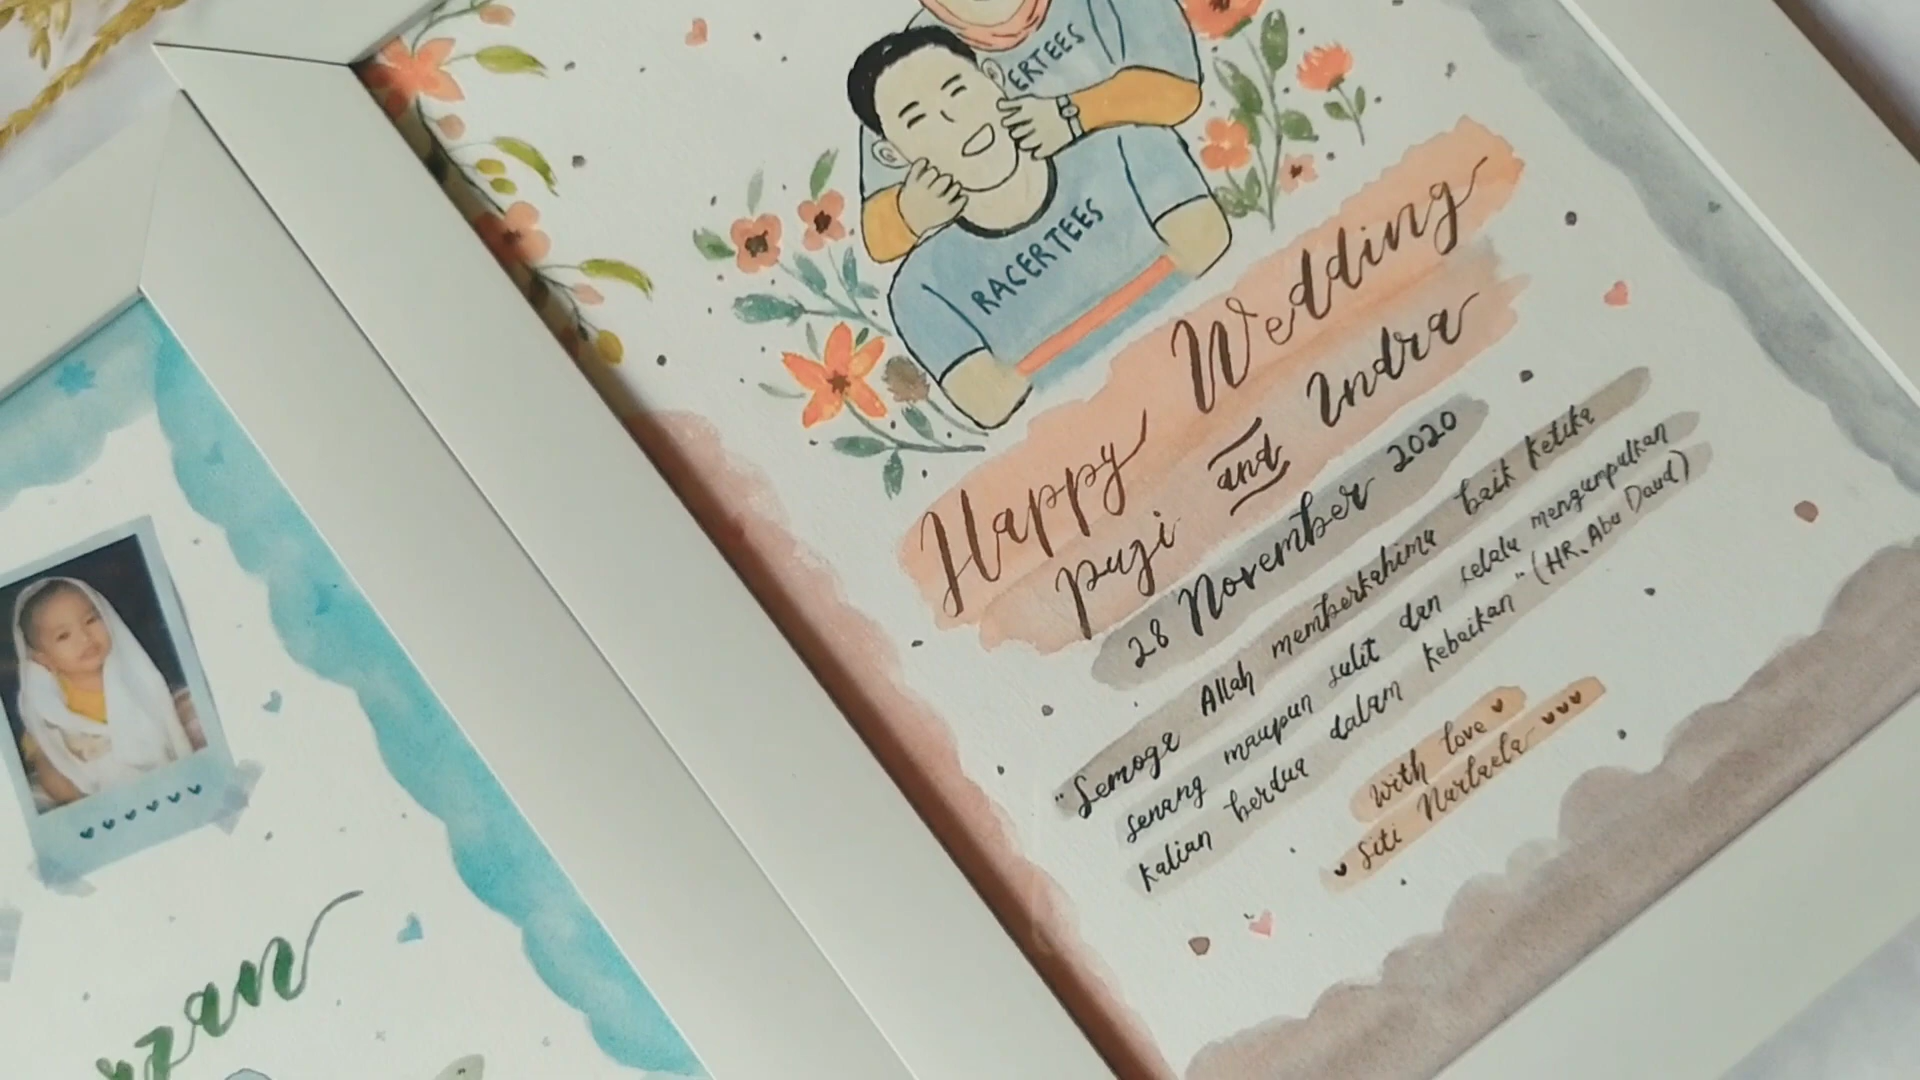 ERTEES
RACERTEES
Happy Wedding
Puji and Indra
28 November 2020
"Semoga Allah memberkahimu baik ketika
senang maupun sulit dan selalu mengumpulkan
kalian berdua dalam kebaikan" (HR. Abu Daud)
With love
Siti Nurlaela
zan